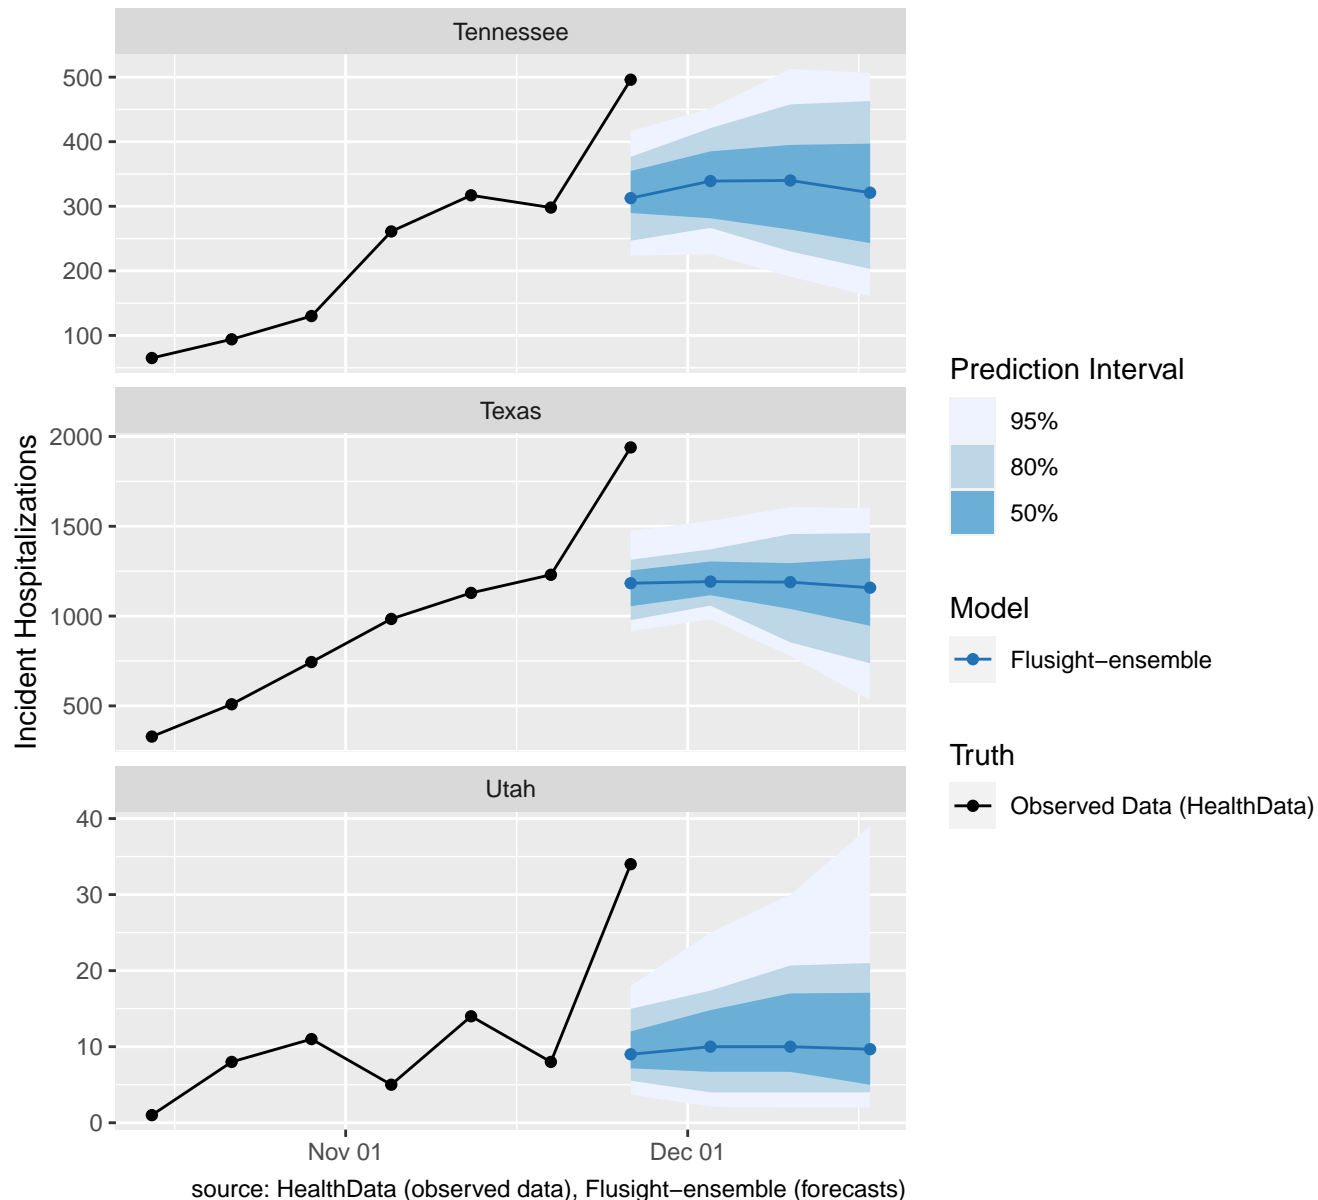 Tennessee
500
400
300
200
100
Texas
2000
1500
1000
500
Utah
40
30
20
10
0
Nov 01
Dec 01
Incident Hospitalizations
source: HealthData (observed data), Flusight−ensemble (forecasts)
Prediction Interval
95%
80%
50%
Model
Flusight−ensemble
Truth
Observed Data (HealthData)